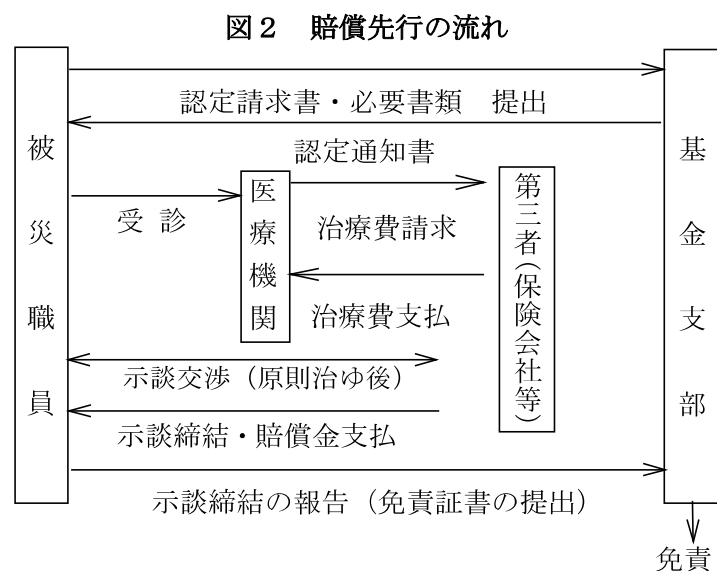 図２　賠償先行の流れ
認定請求書・必要書類　提出
認定通知書
被災職員
受 診
医療機関
治療費請求
治療費支払
第三者（保険会社等）
基金支部
示談交渉（原則治ゆ後）
示談締結・賠償金支払
示談締結の報告（免責証書の提出）
免責